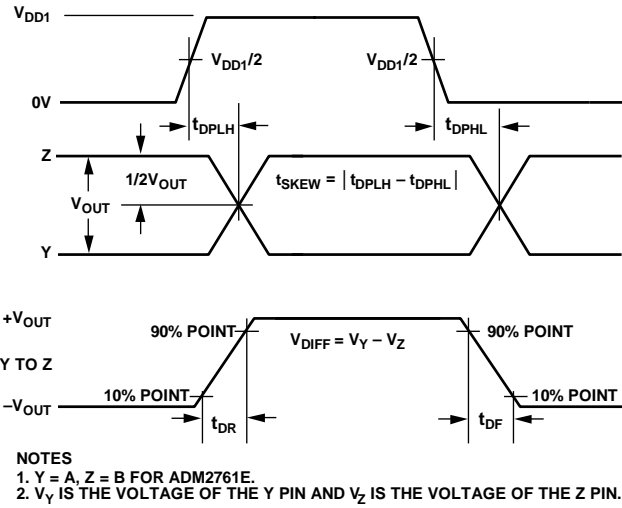 VDD1
VDD1/2
VDD1/2
0V
tDPLH
tDPHL
Z
1/2VOUT
tSKEW = |tDPLH – tDPHL|
VOUT
Y
+VOUT
90% POINT
VDIFF = VY – VZ
90% POINT
Y TO Z
10% POINT
10% POINT
–VOUT
tDR
tDF
NOTES
1. Y = A, Z = B FOR ADM2761E.
2. VY IS THE VOLTAGE OF THE Y PIN AND VZ IS THE VOLTAGE OF THE Z PIN.